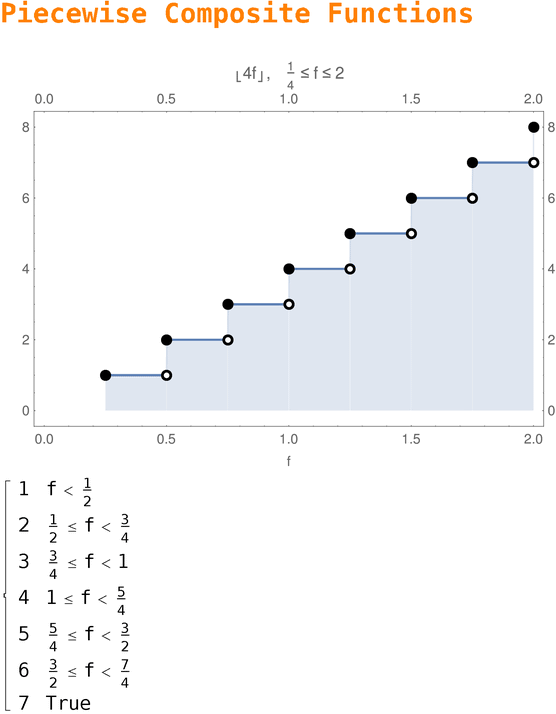 Piecewise Composite Functions
⌊4f⌋, 1/4 ≤ f ≤ 2
0.0 0.5 1.0 1.5 2.0
8 8
6 6
4 4
2 2
0 0
0.0 0.5 1.0 1.5 2.0
f
1 f < 1/2
2 1/2 ≤ f < 3/4
3 3/4 ≤ f < 1
4 1 ≤ f < 5/4
5 5/4 ≤ f < 3/2
6 3/2 ≤ f < 7/4
7 True